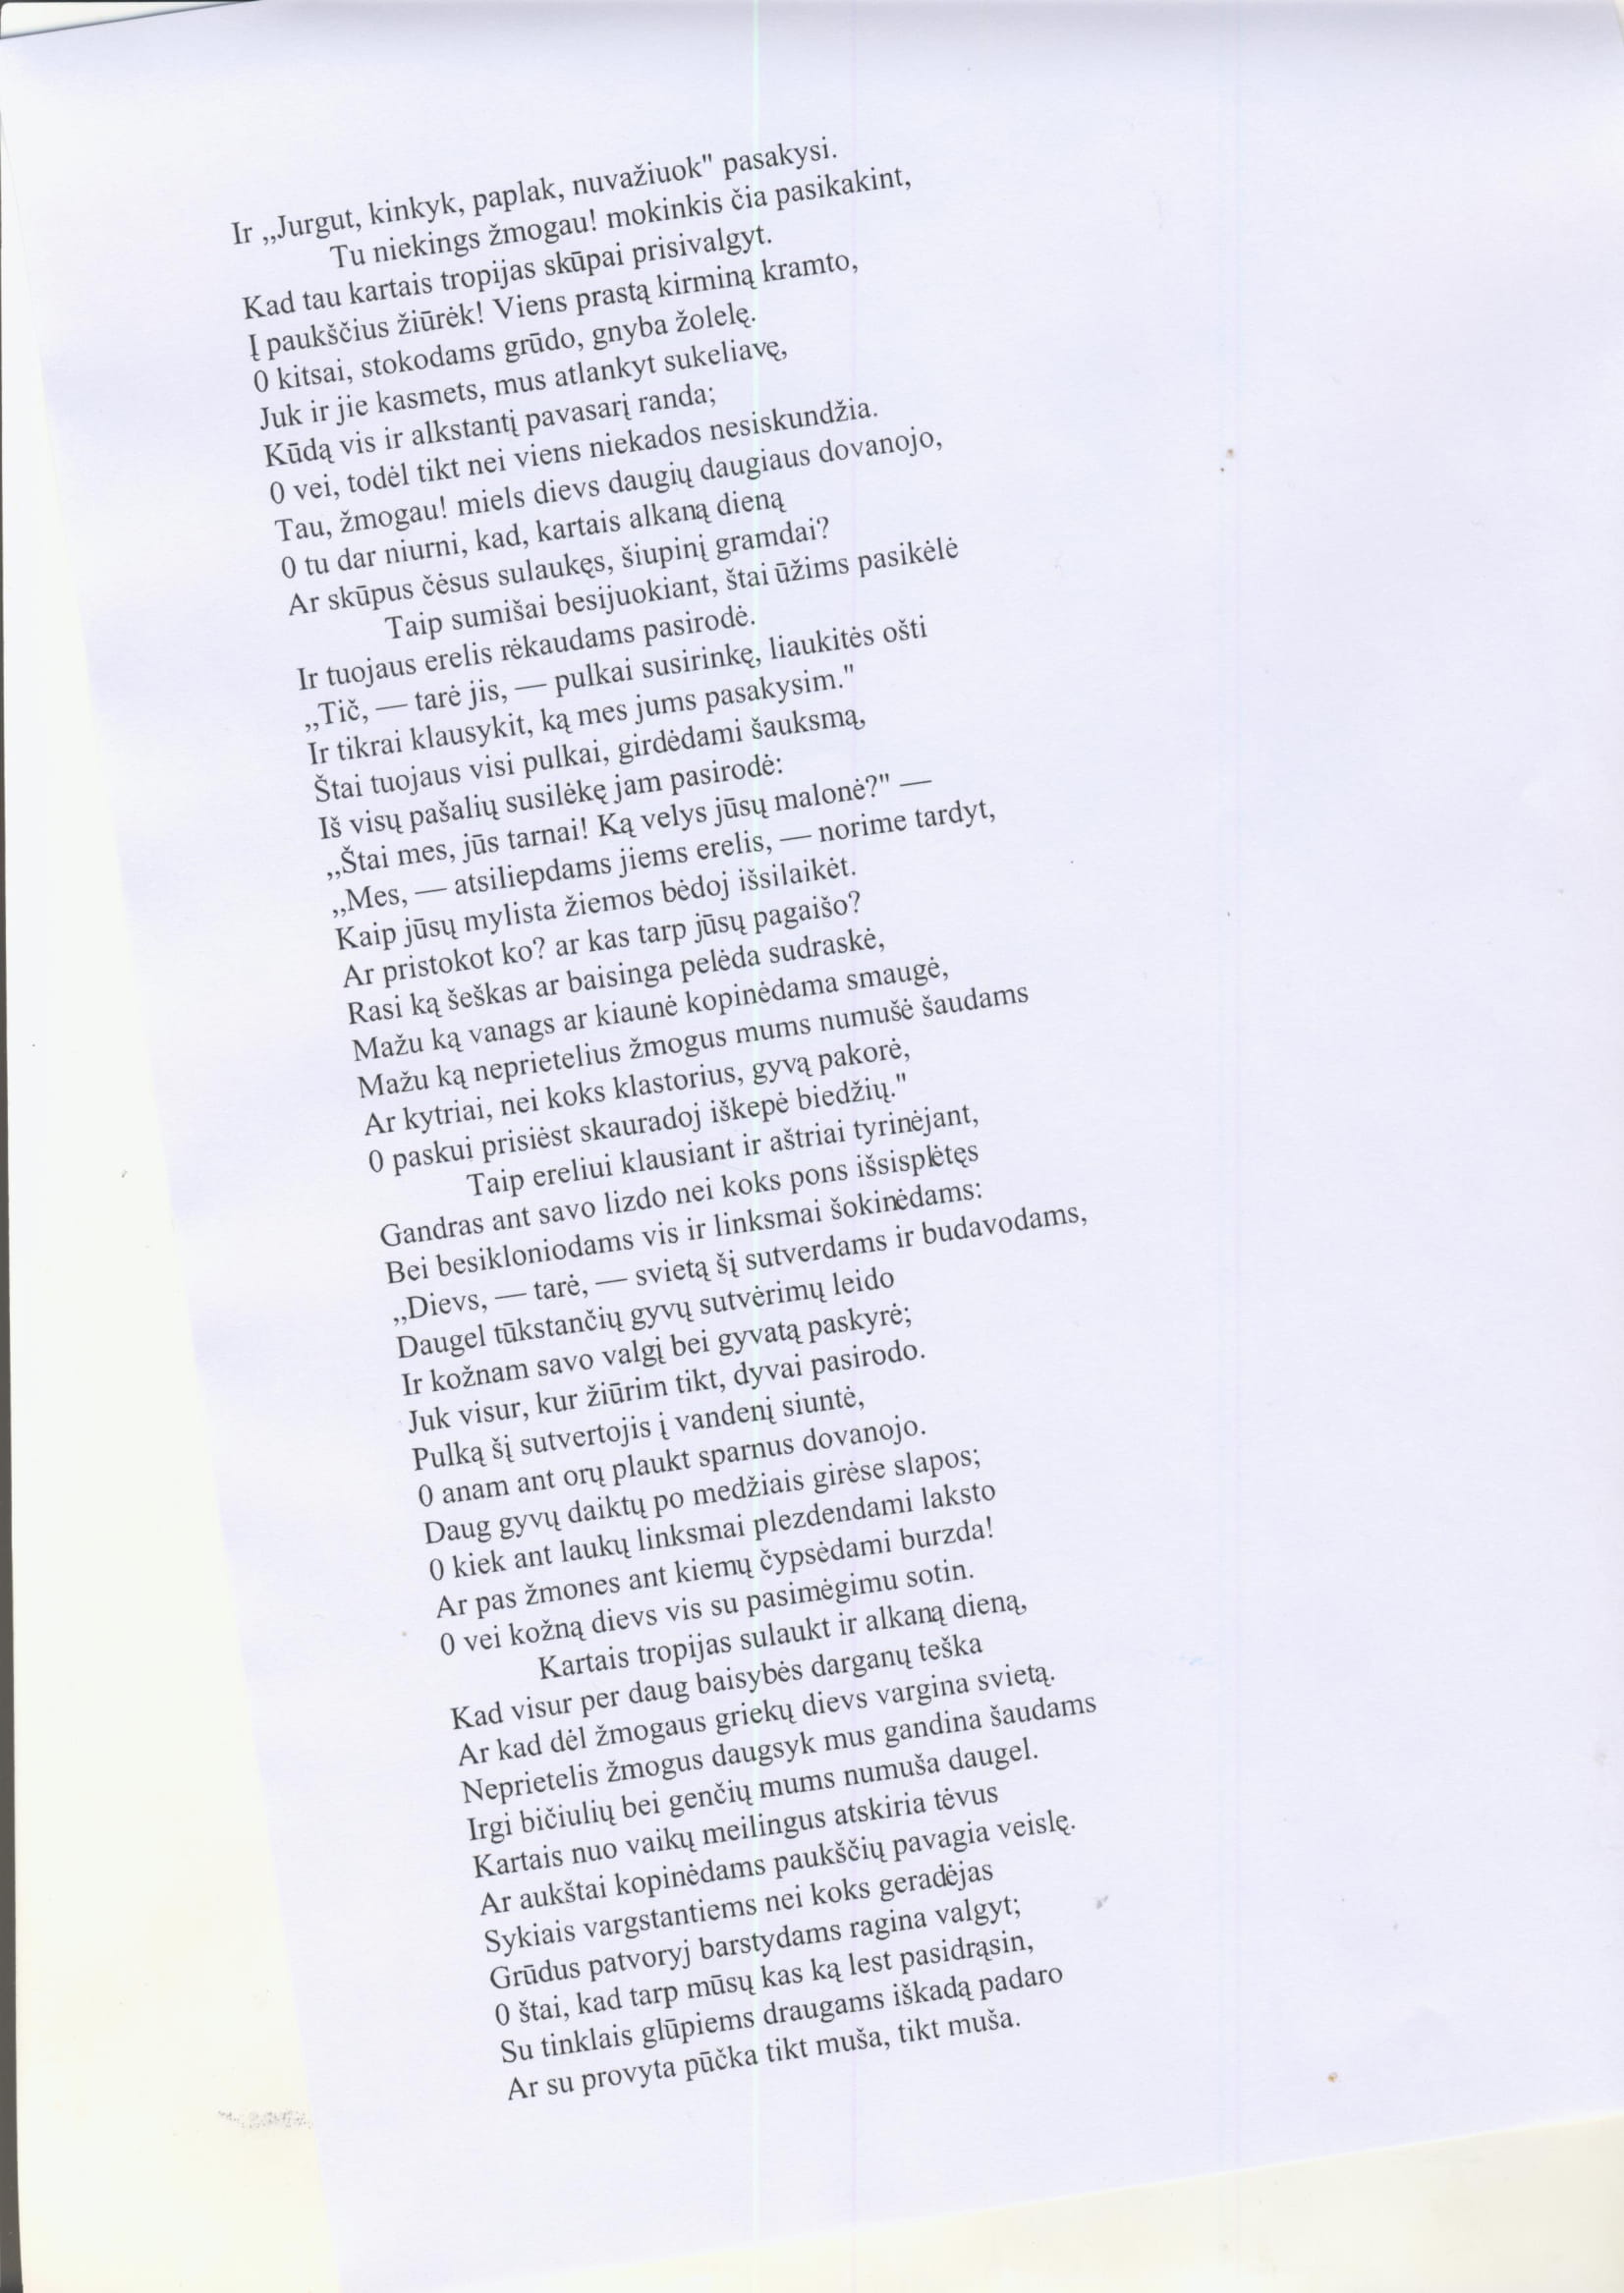 Ir „Jurgut, kinkyk, paplak, nuvažiuok" pasakysi.
Tu niekings žmogau! mokinkis čia pasikakint,
Kad tau kartais tropijas skūpai prisivalgyt.
Į paukščius žiūrėk! Viens prastą kirminą kramto,
0 kitsai, stokodams grūdo, gnyba žolelę.
Juk ir jie kasmets, mus atlankyt sukeliavę,
Kūdą vis ir alkstantį pavasarį randa;
0 vei, todėl tikt nei viens niekados nesiskundžia.
Tau, žmogau! miels dievs daugių daugiaus dovanojo,
0 tu dar niurni, kad, kartais alkaną dieną
Ar skūpus čėsus sulaukęs, šiupinį gramdai?
Taip sumišai besijuokiant, štai ūžims pasikėlė
Ir tuojaus erelis rėkaudams pasirodė.
„Tič, — tarė jis, — pulkai susirinkę, liaukitės ošti
Ir tikrai klausykit, ką mes jums pasakysim."
Štai tuojaus visi pulkai, girdėdami šauksmą,
Iš visų pašalių susilėkę jam pasirodė:
„Štai mes, jūs tarnai! Ką velys jūsų malonė?" —
„Mes, — atsiliepdams jiems erelis, — norime tardyt,
Kaip jūsų mylista žiemos bėdoj išsilaikėt.
Ar pristokot ko? ar kas tarp jūsų pagaišo?
Rasi ką šeškas ar baisinga pelėda sudraskė,
Mažu ką vanags ar kiaunė kopinėdama smaugė,
Mažu ką neprietelius žmogus mums numušė šaudams
Ar kytriai, nei koks klastorius, gyvą pakorė,
0 paskui prisiėst skauradoj iškepė biedžių."
Taip ereliui klausiant ir aštriai tyrinėjant,
Gandras ant savo lizdo nei koks pons išsisplėtęs
Bei besikloniodams vis ir linksmai šokinėdams:
„Dievs, — tarė, — svietą šį sutverdams ir budavodams,
Daugel tūkstančių gyvų sutvėrimų leido
Ir kožnam savo valgį bei gyvatą paskyrė;
Juk visur, kur žiūrim tikt, dyvai pasirodo.
Pulką šį sutvertojis į vandenį siuntė,
0 anam ant orų plaukt sparnus dovanojo.
Daug gyvų daiktų po medžiais girėse slapos;
0 kiek ant laukų linksmai plezdendami laksto
Ar pas žmones ant kiemų čypsėdami burzda!
0 vei kožną dievs vis su pasimėgimu sotin.
Kartais tropijas sulaukt ir alkaną dieną,
Kad visur per daug baisybės darganų teška
Ar kad dėl žmogaus griekų dievs vargina svietą.
Neprietelis žmogus daugsyk mus gandina šaudams
Irgi bičiulių bei genčių mums numuša daugel.
Kartais nuo vaikų meilingus atskiria tėvus
Ar aukštai kopinėdams paukščių pavagia veislę.
Sykiais vargstantiems nei koks geradėjas
Grūdus patvoryj barstydams ragina valgyt;
0 štai, kad tarp mūsų kas ką lest pasidrąsin,
Su tinklais glūpiems draugams iškadą padaro
Ar su provyta pūčka tikt muša, tikt muša.